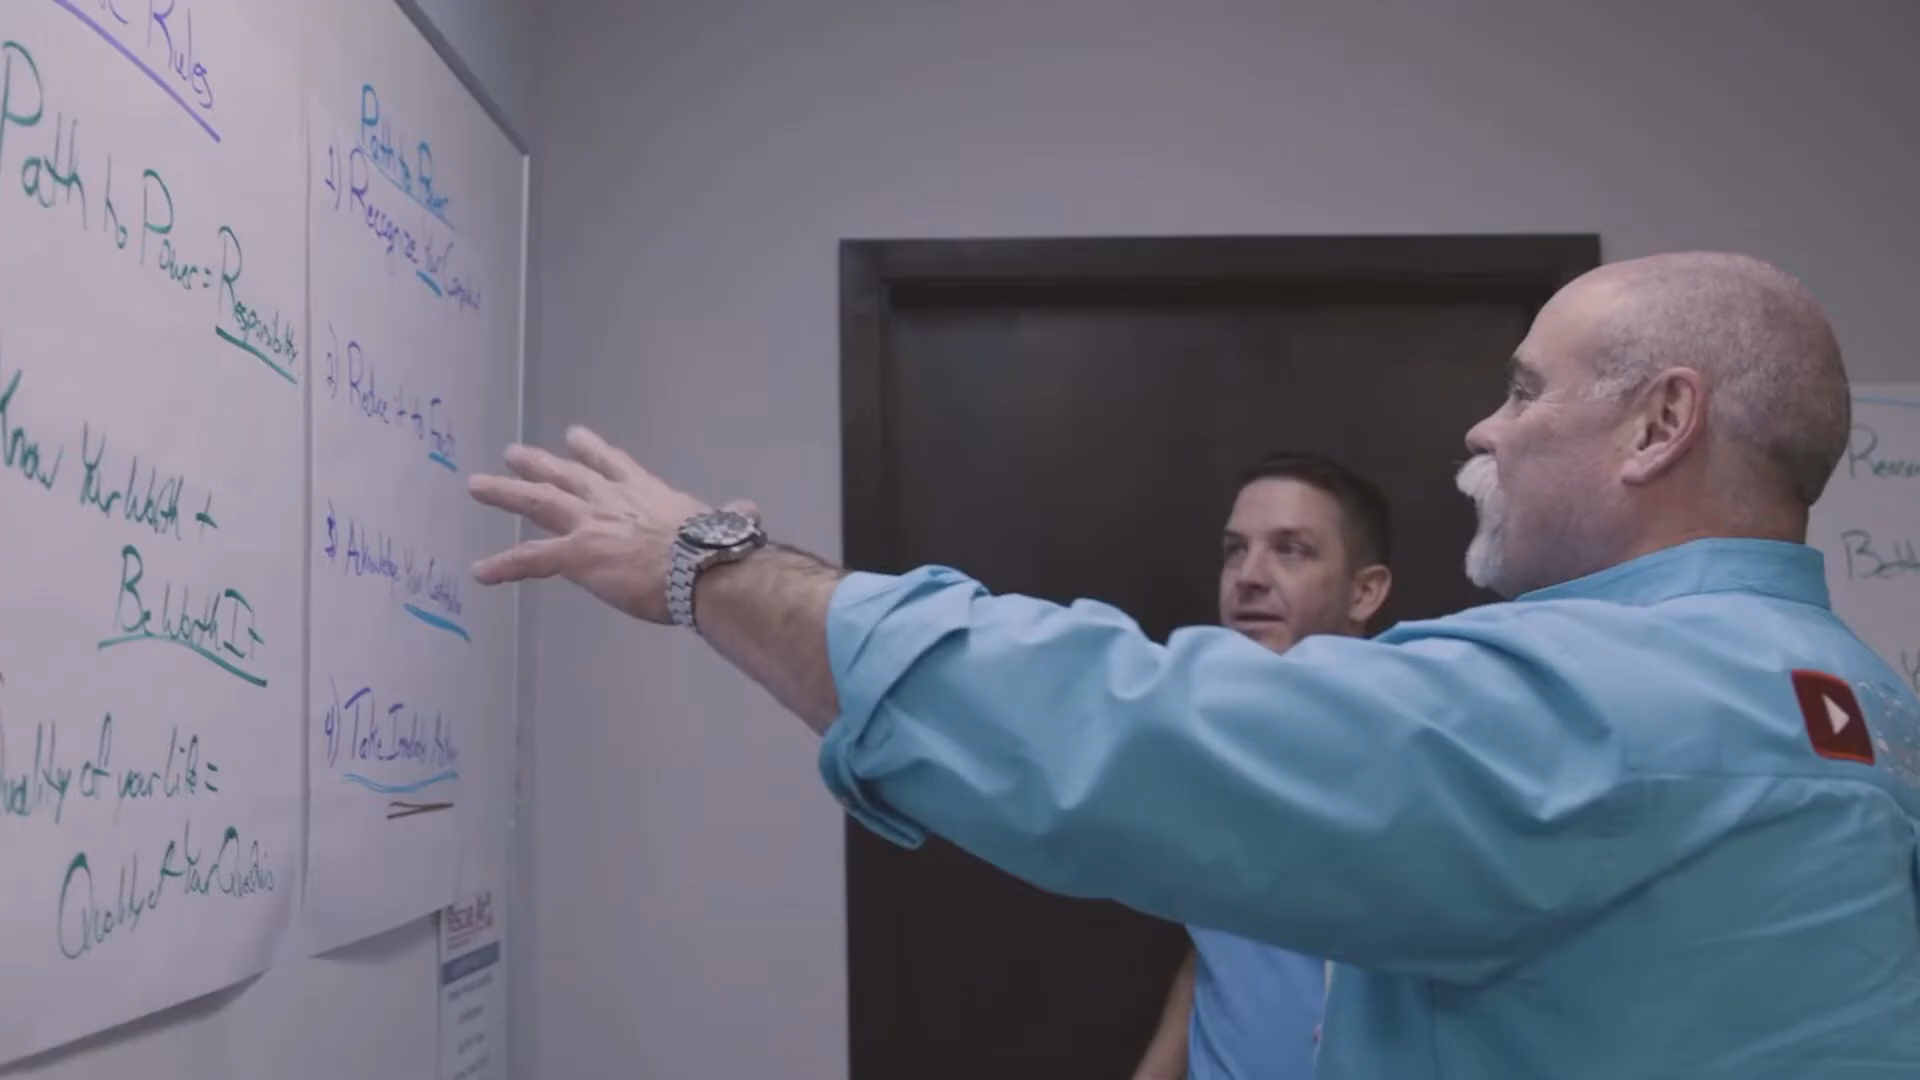 Rules
Path to Power =
Responsibility
Know Your Worth +
Be Worth It
Quality of your Life =
Quality of Your Questions
Path to Power
1) Recognize Your Complaint
2) Reduce it to Facts
3) Acknowledge Your Contribution
4) Take Immediate Action